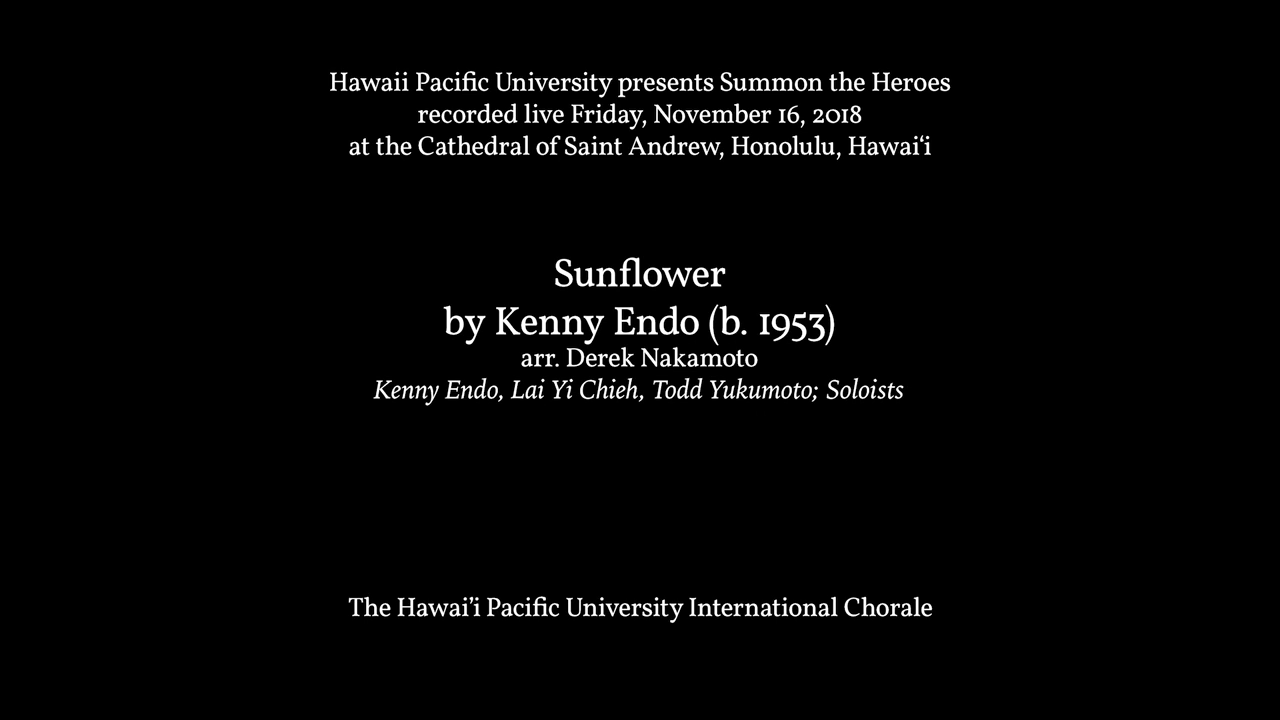 Hawaii Pacific University presents Summon the Heroes
recorded live Friday, November 16, 2018
at the Cathedral of Saint Andrew, Honolulu, Hawai‘i
Sunflower
by Kenny Endo (b. 1953)
arr. Derek Nakamoto
Kenny Endo, Lai Yi Chieh, Todd Yukumoto; Soloists
The Hawai’i Pacific University International Chorale